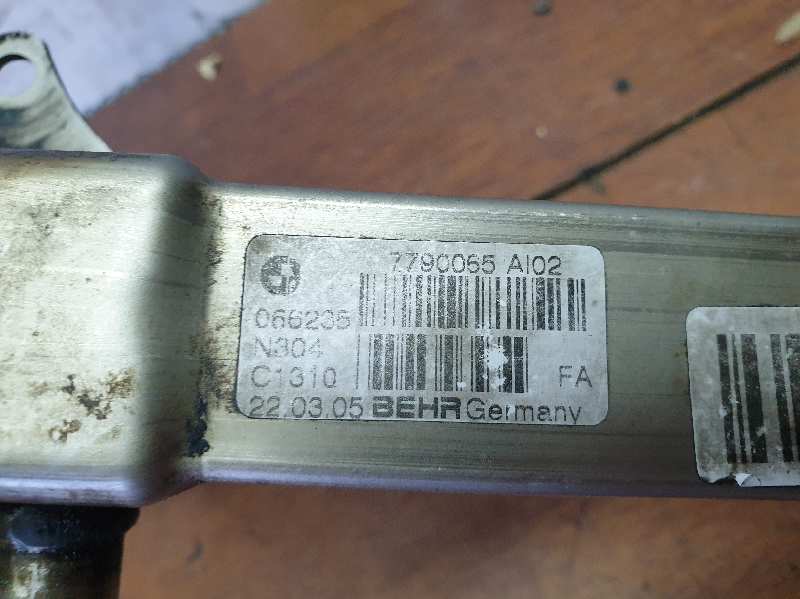 7790065 AI02
066235
N304
C1310 FA
22.03.05 BEHR Germany